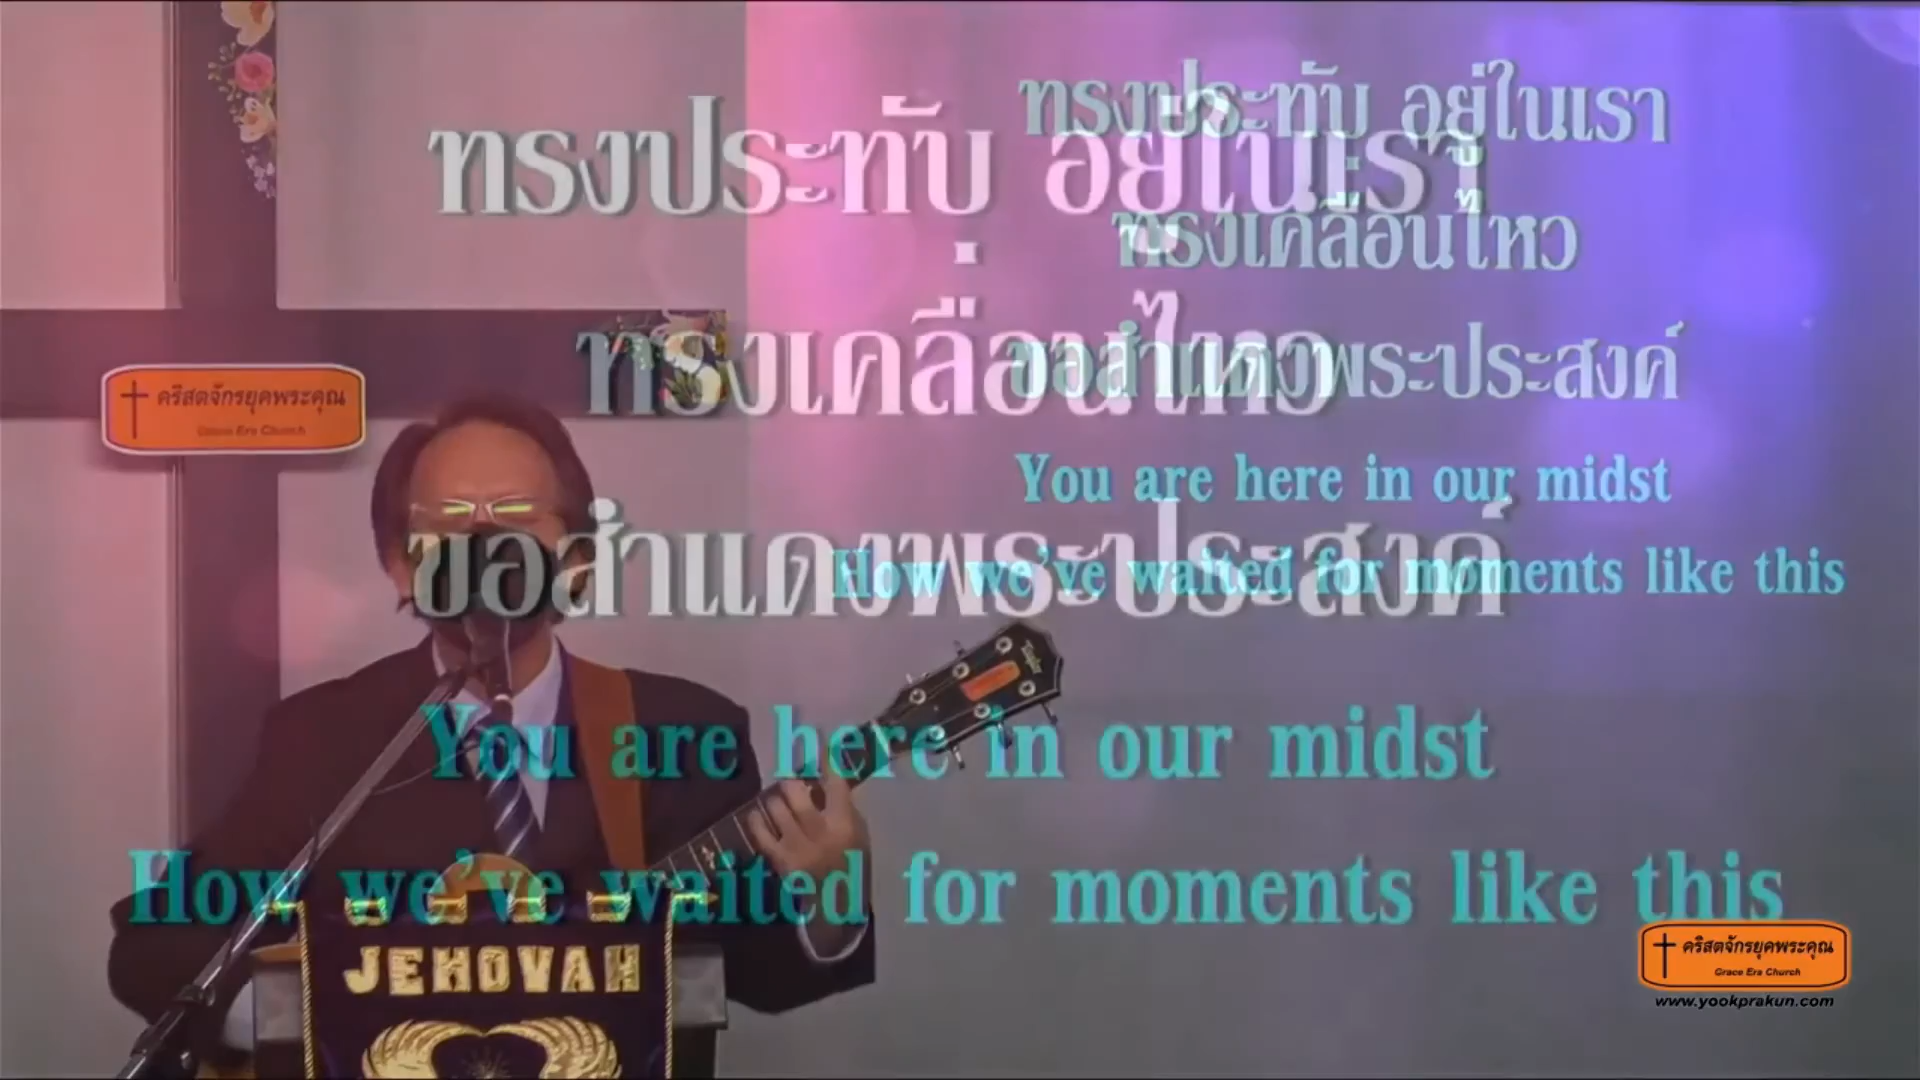 ทรงประทับ อยู่ในเรา
ทรงเคลื่อนไหว
ขอสำแดงพระประสงค์
You are here in our midst
How we've waited for moments like this
ทรงประทับ อยู่ในเรา
ทรงเคลื่อนไหว
ขอสำแดงพระประสงค์
You are here in our midst
How we've waited for moments like this
คริสตจักรยุคพระคุณ
Grace Era Church
Taylor
JEHOVAH
คริสตจักรยุคพระคุณ
Grace Era Church
www.yookprakun.com